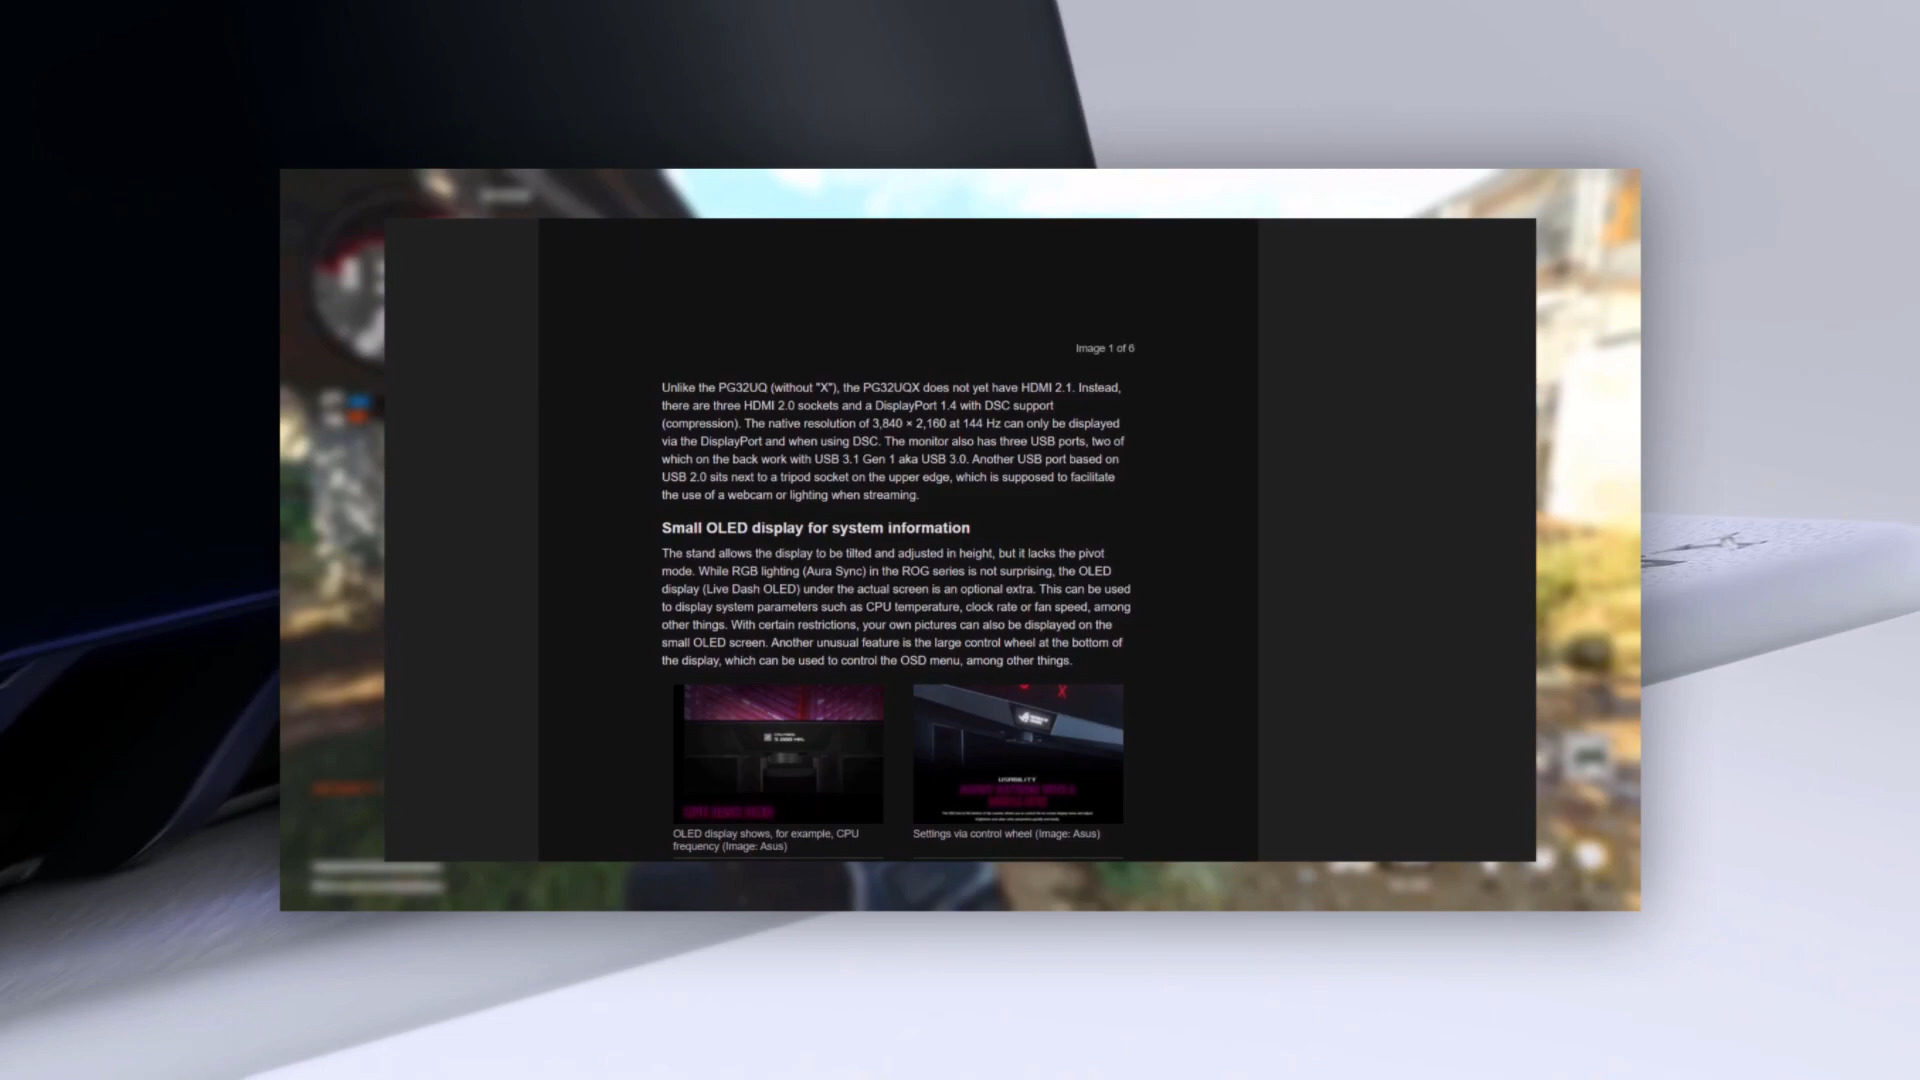 Image 1 of 6
Unlike the PG32UQ (without "X"), the PG32UQX does not yet have HDMI 2.1. Instead,
there are three HDMI 2.0 sockets and a DisplayPort 1.4 with DSC support
(compression). The native resolution of 3,840 × 2,160 at 144 Hz can only be displayed
via the DisplayPort and when using DSC. The monitor also has three USB ports, two of
which on the back work with USB 3.1 Gen 1 aka USB 3.0. Another USB port based on
USB 2.0 sits next to a tripod socket on the upper edge, which is supposed to facilitate
the use of a webcam or lighting when streaming.
Small OLED display for system information
The stand allows the display to be tilted and adjusted in height, but it lacks the pivot
mode. While RGB lighting (Aura Sync) in the ROG series is not surprising, the OLED
display (Live Dash OLED) under the actual screen is an optional extra. This can be used
to display system parameters such as CPU temperature, clock rate or fan speed, among
other things. With certain restrictions, your own pictures can also be displayed on the
small OLED screen. Another unusual feature is the large control wheel at the bottom of
the display, which can be used to control the OSD menu, among other things.
X
USABILITY
OLED display shows, for example, CPU
frequency (Image: Asus)
Settings via control wheel (Image: Asus)